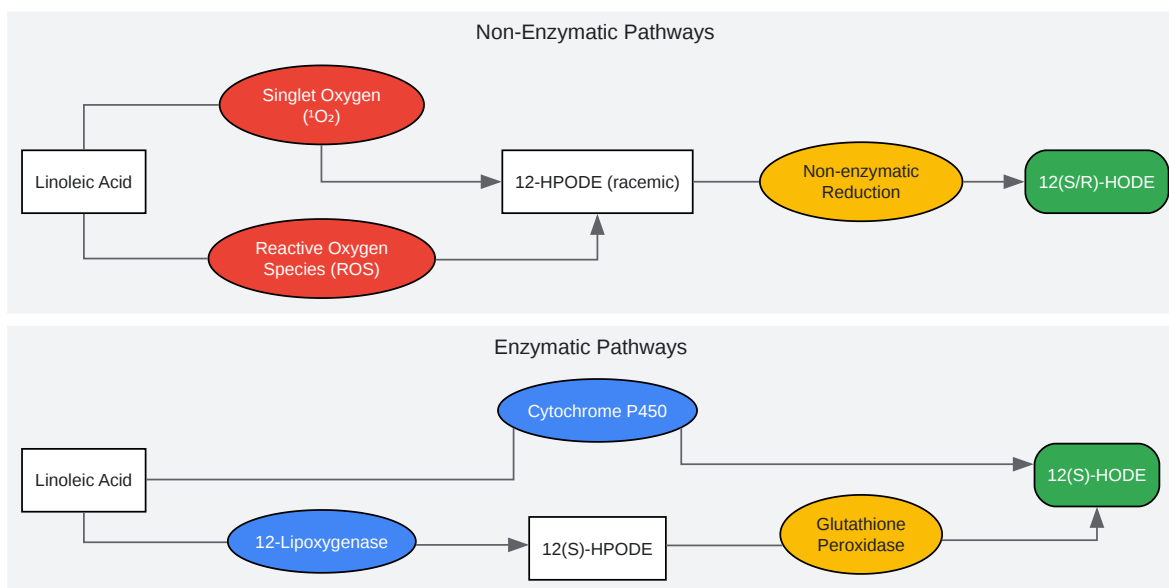 Non-Enzymatic Pathways
Singlet Oxygen
(¹O₂)
Linoleic Acid
12-HPODE (racemic)
Non-enzymatic
Reduction
12(S/R)-HODE
Reactive Oxygen
Species (ROS)
Enzymatic Pathways
Cytochrome P450
Linoleic Acid
12(S)-HODE
12-Lipoxygenase
12(S)-HPODE
Glutathione
Peroxidase